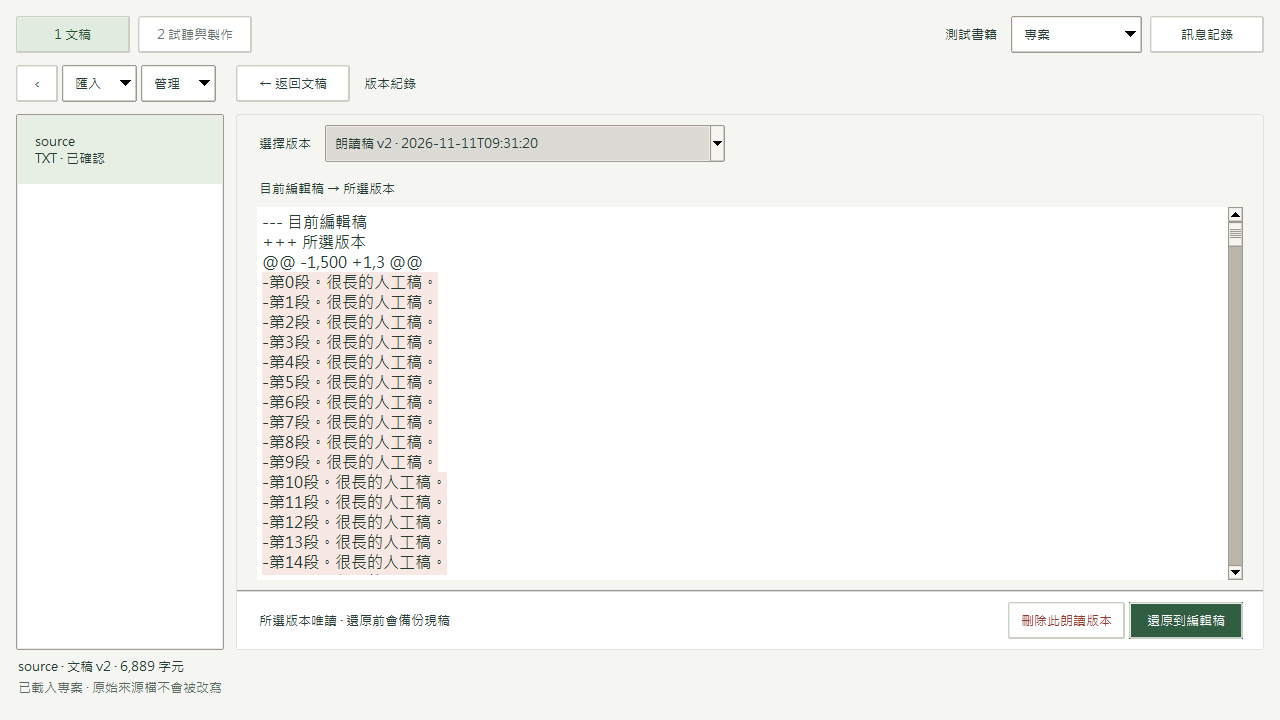 1 文稿
2 試聽與製作
測試書籍
專案
訊息記錄
‹
匯入
管理
← 返回文稿
版本紀錄
source
TXT · 已確認
選擇版本
朗讀稿 v2 · 2026-11-11T09:31:20
目前編輯稿 → 所選版本
--- 目前編輯稿
+++ 所選版本
@@ -1,500 +1,3 @@
-第0段。很長的人工稿。
-第1段。很長的人工稿。
-第2段。很長的人工稿。
-第3段。很長的人工稿。
-第4段。很長的人工稿。
-第5段。很長的人工稿。
-第6段。很長的人工稿。
-第7段。很長的人工稿。
-第8段。很長的人工稿。
-第9段。很長的人工稿。
-第10段。很長的人工稿。
-第11段。很長的人工稿。
-第12段。很長的人工稿。
-第13段。很長的人工稿。
-第14段。很長的人工稿。
所選版本唯讀 · 還原前會備份現稿
刪除此朗讀版本
還原到編輯稿
source · 文稿 v2 · 6,889 字元
已載入專案 · 原始來源檔不會被改寫